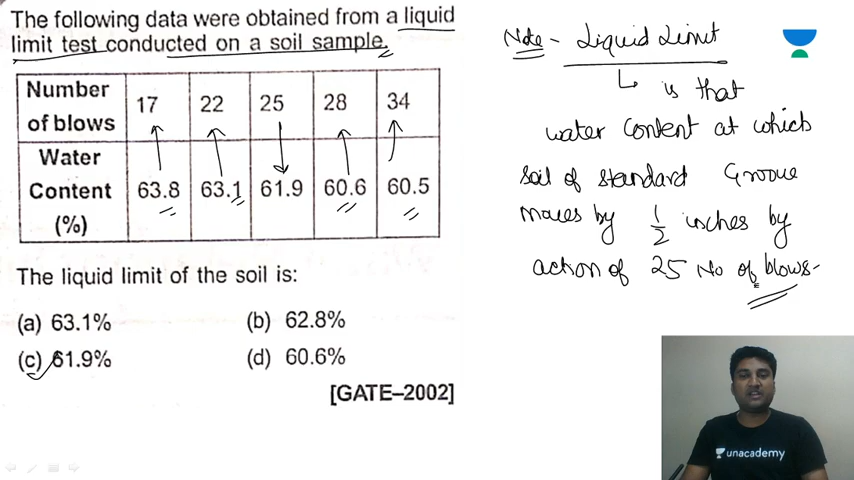 The following data were obtained from a liquid
limit test conducted on a soil sample.
Number of blows 17 22 25 28 34
Water Content (%) 63.8 63.1 61.9 60.6 60.5
The liquid limit of the soil is:
(a) 63.1% (b) 62.8%
(c) 61.9% (d) 60.6%
[GATE–2002]
Note - Liquid Limit
is that
water content at which
soil of standard Groove
moves by 1/2 inches by
action of 25 No of blows.
unacademy